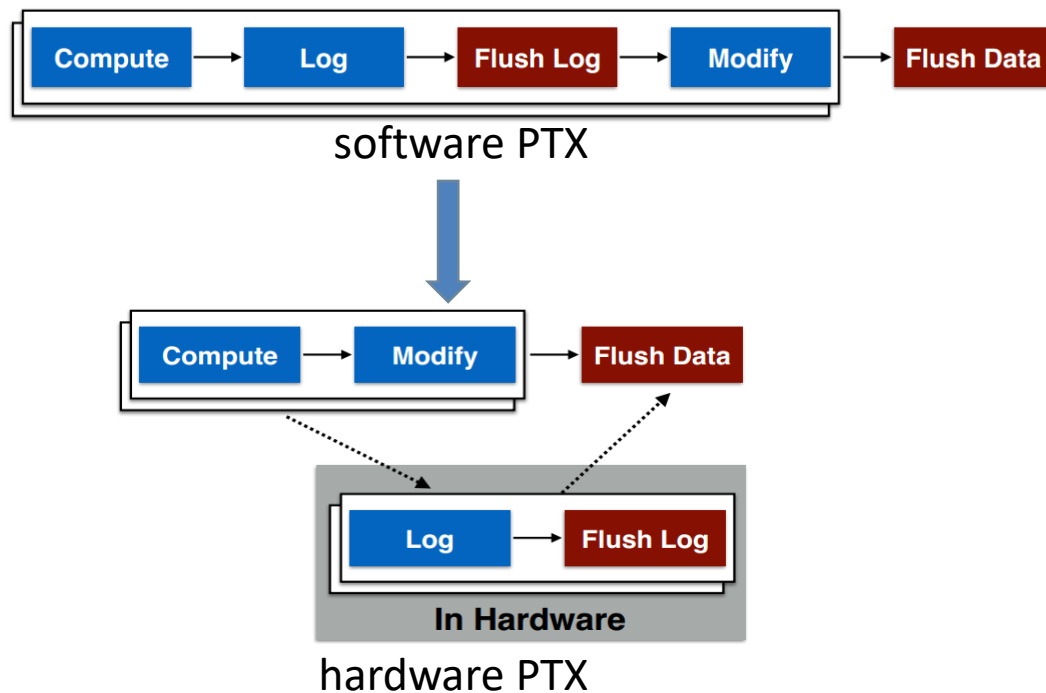 Compute Log Flush Log Modify Flush Data
software PTX
Compute Modify Flush Data
Log Flush Log
In Hardware
hardware PTX